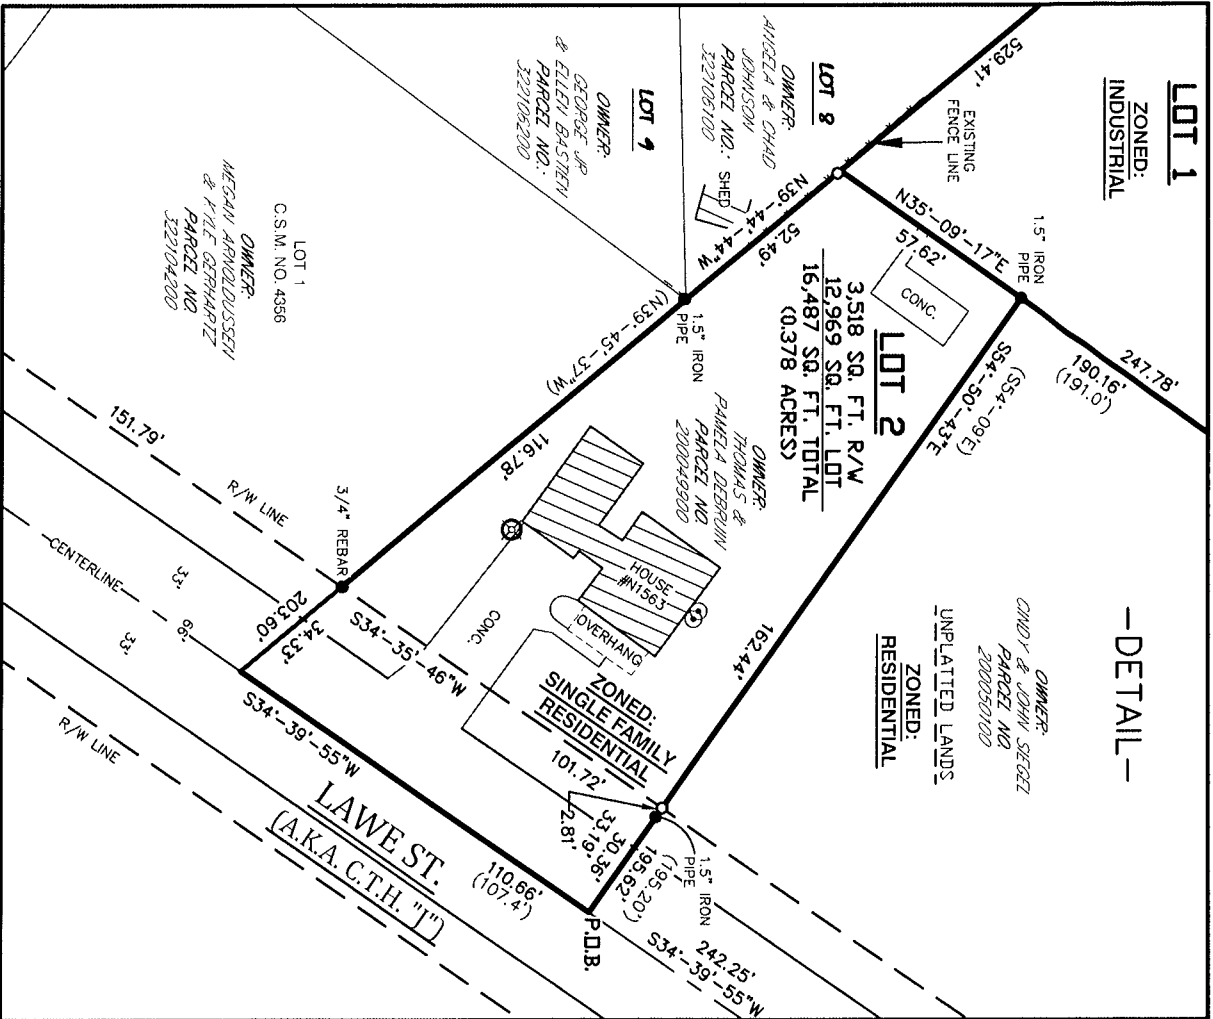 LOT 1
ZONED:
INDUSTRIAL
529.41'
EXISTING
FENCE LINE
LOT 8
OWNER:
ANGELA & CHAD
JOHNSON
PARCEL NO.:
322106100
SHED
N39°-44'-44"W
52.49'
N35°-09'-17"E
57.62'
1.5" IRON
PIPE
CONC.
247.78'
190.16'
(191.0')
LOT 2
3,518 SQ. FT. R/W
12,969 SQ. FT. LOT
16,487 SQ. FT. TOTAL
(0.378 ACRES)
(S54°-09'E)
S54°-50'-43"E
162.44'
—DETAIL—
OWNER:
CINDY & JOHN SIEGEL
PARCEL NO.
200050100
UNPLATTED LANDS
ZONED:
RESIDENTIAL
LOT 9
OWNER:
GEORGE JR
& ELLEN BASTIEN
PARCEL NO.:
322106200
1.5" IRON
PIPE
(N39°-45'-37"W)
116.78'
OWNER:
THOMAS &
PAMELA DEBRUIN
PARCEL NO.
200049900
HOUSE
#N1563
OVERHANG
CONC.
ZONED:
SINGLE FAMILY
RESIDENTIAL
101.72'
S34°-35'-46"W
LOT 1
C.S.M. NO. 4356
OWNER:
MEGAN ARNOLDUSSEN
& KYLE GERHARTZ
PARCEL NO.
322104200
151.79'
R/W LINE
3/4" REBAR
CENTERLINE
33'
66'
33'
203.60'
34.33'
R/W LINE
S34°-39'-55"W
LAWE ST.
(A.K.A. C.T.H. "J")
110.66'
(107.4')
P.O.B.
2.81'
30.36'
33.19'
195.62'
(195.20')
1.5" IRON
PIPE
242.25'
S34°-39'-55"W